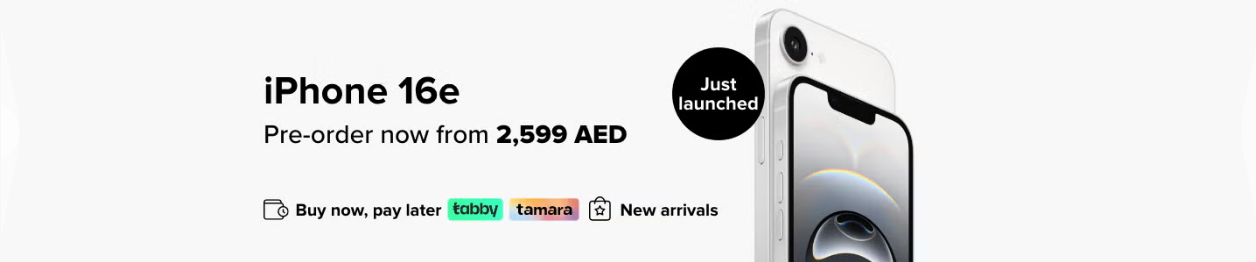 iPhone 16e
Pre-order now from 2,599 AED
Just
launched
Buy now, pay later tabby tamara New arrivals